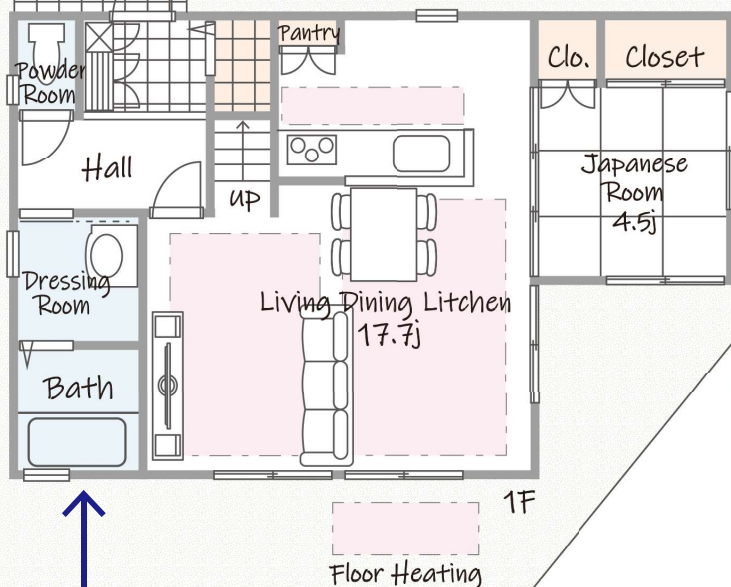 Pantry
Clo.
Closet
Powder
Room
Hall
UP
Japanese
Room
4.5j
Dressing
Room
Living Dining Litchen
17.7j
Bath
1F
Floor Heating